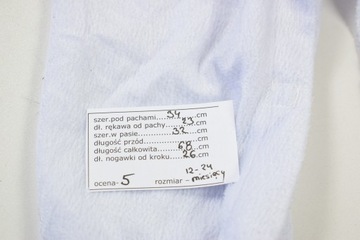 szer.pod pachami....34...cm
dł. rękawa od pachy..23..cm
szer.w pasie..........32....cm
długość przód...............cm
długość całkowita....68...cm
dł. nogawki od kroku...26..cm
12-24
ocena- 5 rozmiar - miesięcy